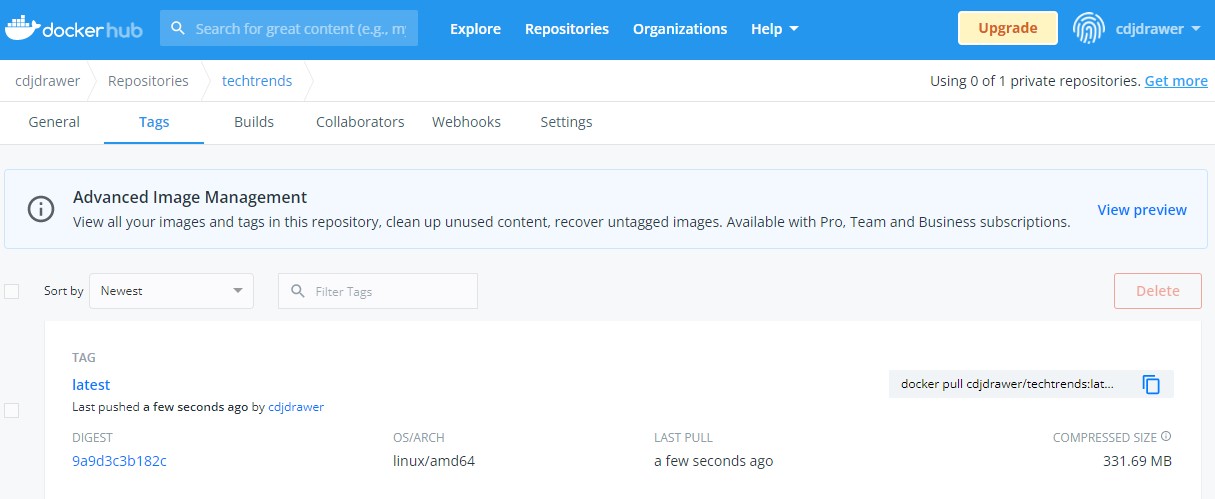 dockerhub Search for great content (e.g., my Explore Repositories Organizations Help Upgrade cdjdrawer
cdjdrawer Repositories techtrends Using 0 of 1 private repositories. Get more
General Tags Builds Collaborators Webhooks Settings
Advanced Image Management
View all your images and tags in this repository, clean up unused content, recover untagged images. Available with Pro, Team and Business subscriptions.
View preview
Sort by Newest Filter Tags Delete
TAG
latest docker pull cdjdrawer/techtrends:lat...
Last pushed a few seconds ago by cdjdrawer
DIGEST OS/ARCH LAST PULL COMPRESSED SIZE
9a9d3c3b182c linux/amd64 a few seconds ago 331.69 MB